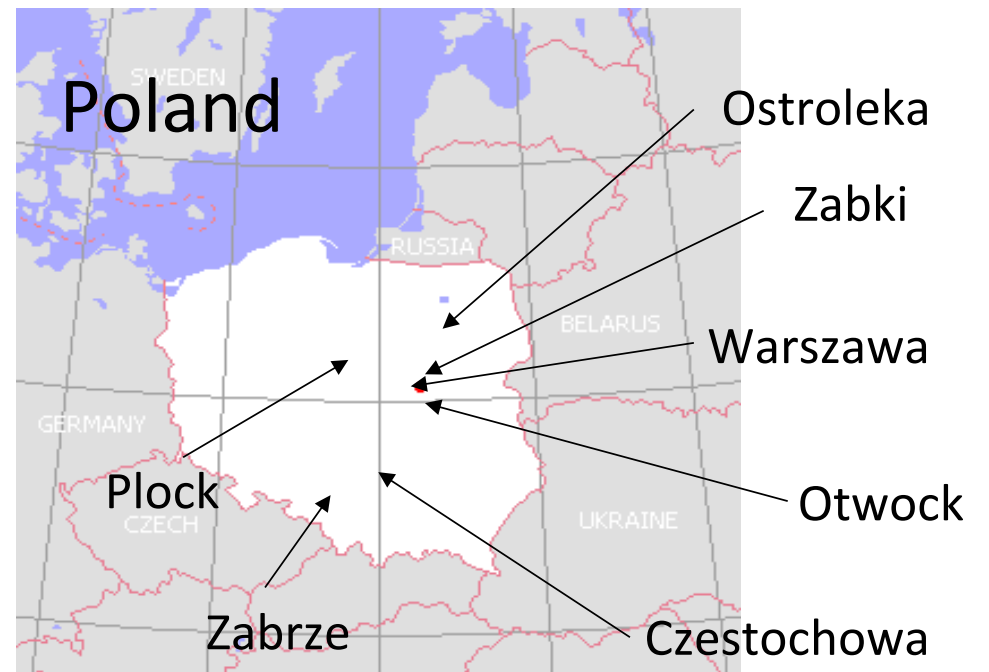 SWEDEN
Poland
Ostroleka
Zabki
RUSSIA
BELARUS
Warszawa
GERMANY
Plock
Otwock
CZECH
UKRAINE
Zabrze
Czestochowa